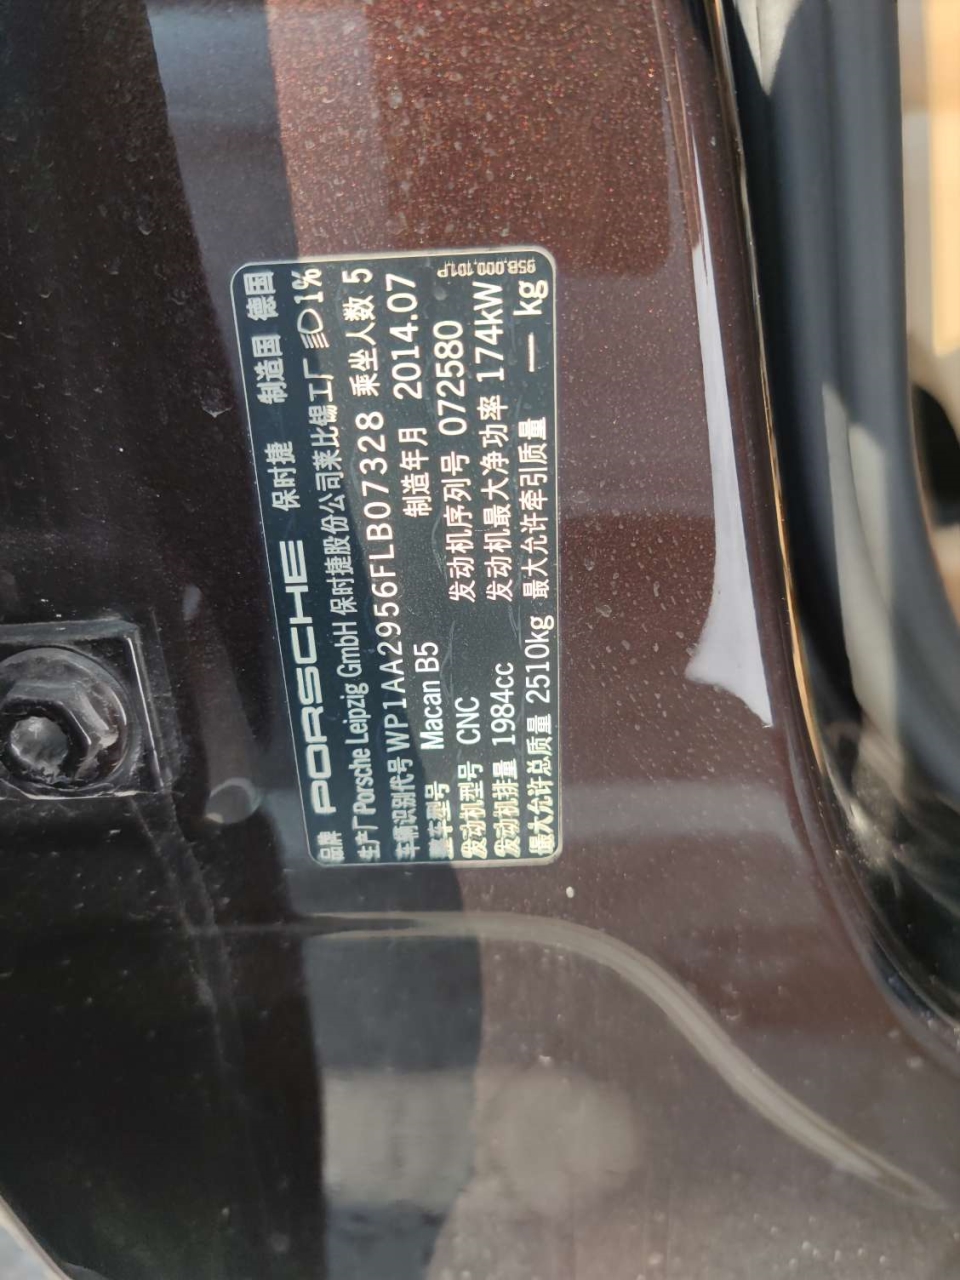 品牌 PORSCHE 保时捷 制造国 德国
生产厂 Porsche Leipzig GmbH 保时捷股份公司莱比锡工厂 1%
车辆识别代号 WP1AA2956FLB07328 乘坐人数 5
整车型号 Macan B5 制造年月 2014.07
发动机型号 CNC 发动机序列号 072580
发动机排量 1984cc 发动机最大净功率 174kW
最大允许总质量 2510kg 最大允许牵引质量 — kg
95B.000.101.P